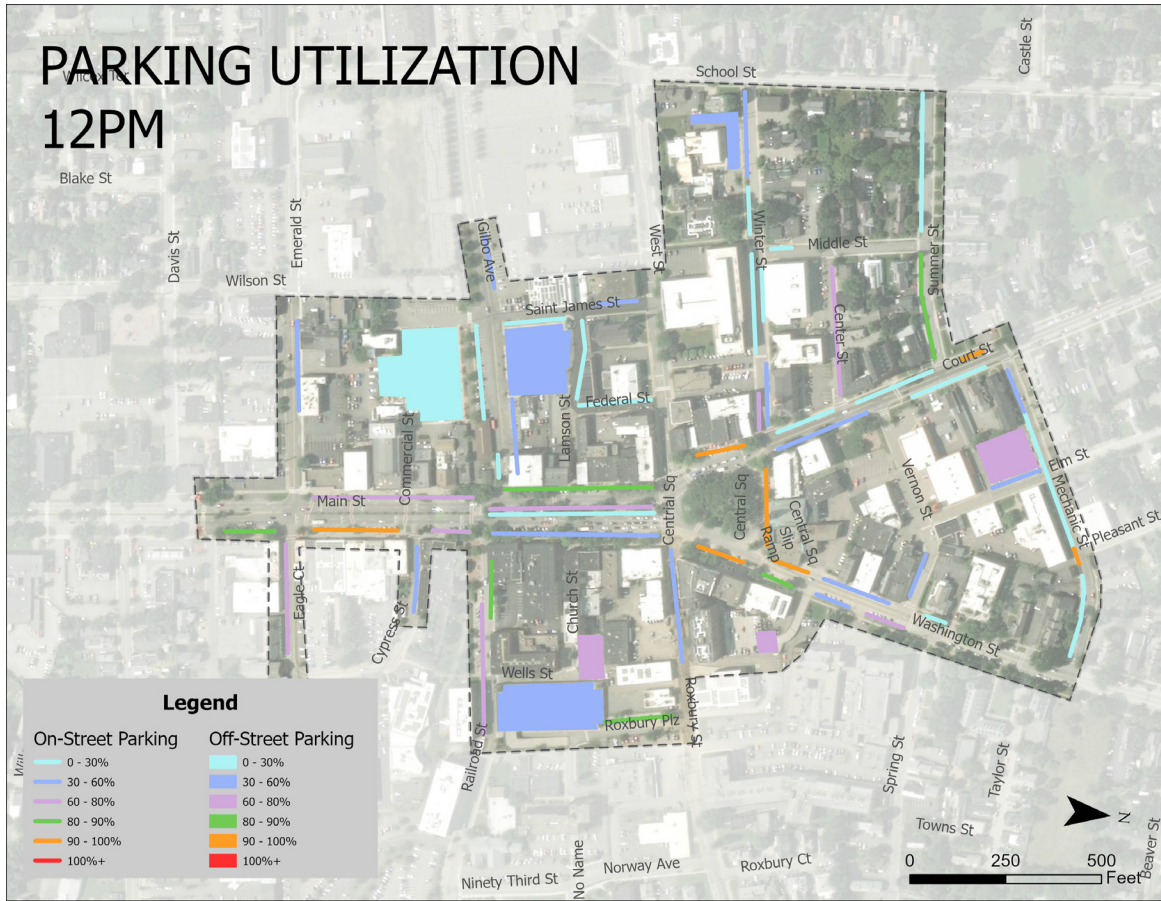 PARKING UTILIZATION
12PM
Wilcox Ter
School St
Castle St
Blake St
Davis St
Emerald St
Wilson St
Gilbo Ave
West St
Winter St
Middle St
Summer St
Saint James St
Center St
Court St
Federal St
Lamson St
Commercial St
Main St
Central Sq
Central Sq
Central Sq
Slip
Ramp
Vernon St
Elm St
Mechanic St
Pleasant St
Eagle Ct
Cypress St
Church St
Washington St
Wells St
Roxbury Plz
Roxbury St
Railroad St
Spring St
Taylor St
Towns St
Beaver St
Norway Ave
Roxbury Ct
Ninety Third St
No Name
Legend
On-Street Parking
0 - 30%
30 - 60%
60 - 80%
80 - 90%
90 - 100%
100%+
Off-Street Parking
0 - 30%
30 - 60%
60 - 80%
80 - 90%
90 - 100%
100%+
N
0 250 500
Feet